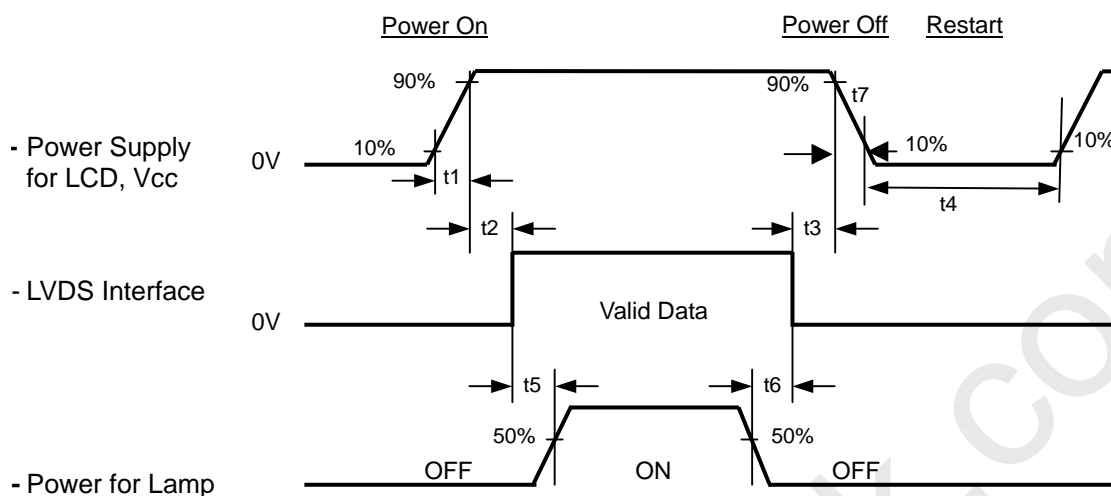 Power On
Power Off
Restart
90%
90%
t7
- Power Supply
for LCD, Vcc
0V
10%
10%
10%
t1
t4
t2
t3
- LVDS Interface
0V
Valid Data
t5
t6
50%
50%
- Power for Lamp
OFF
ON
OFF